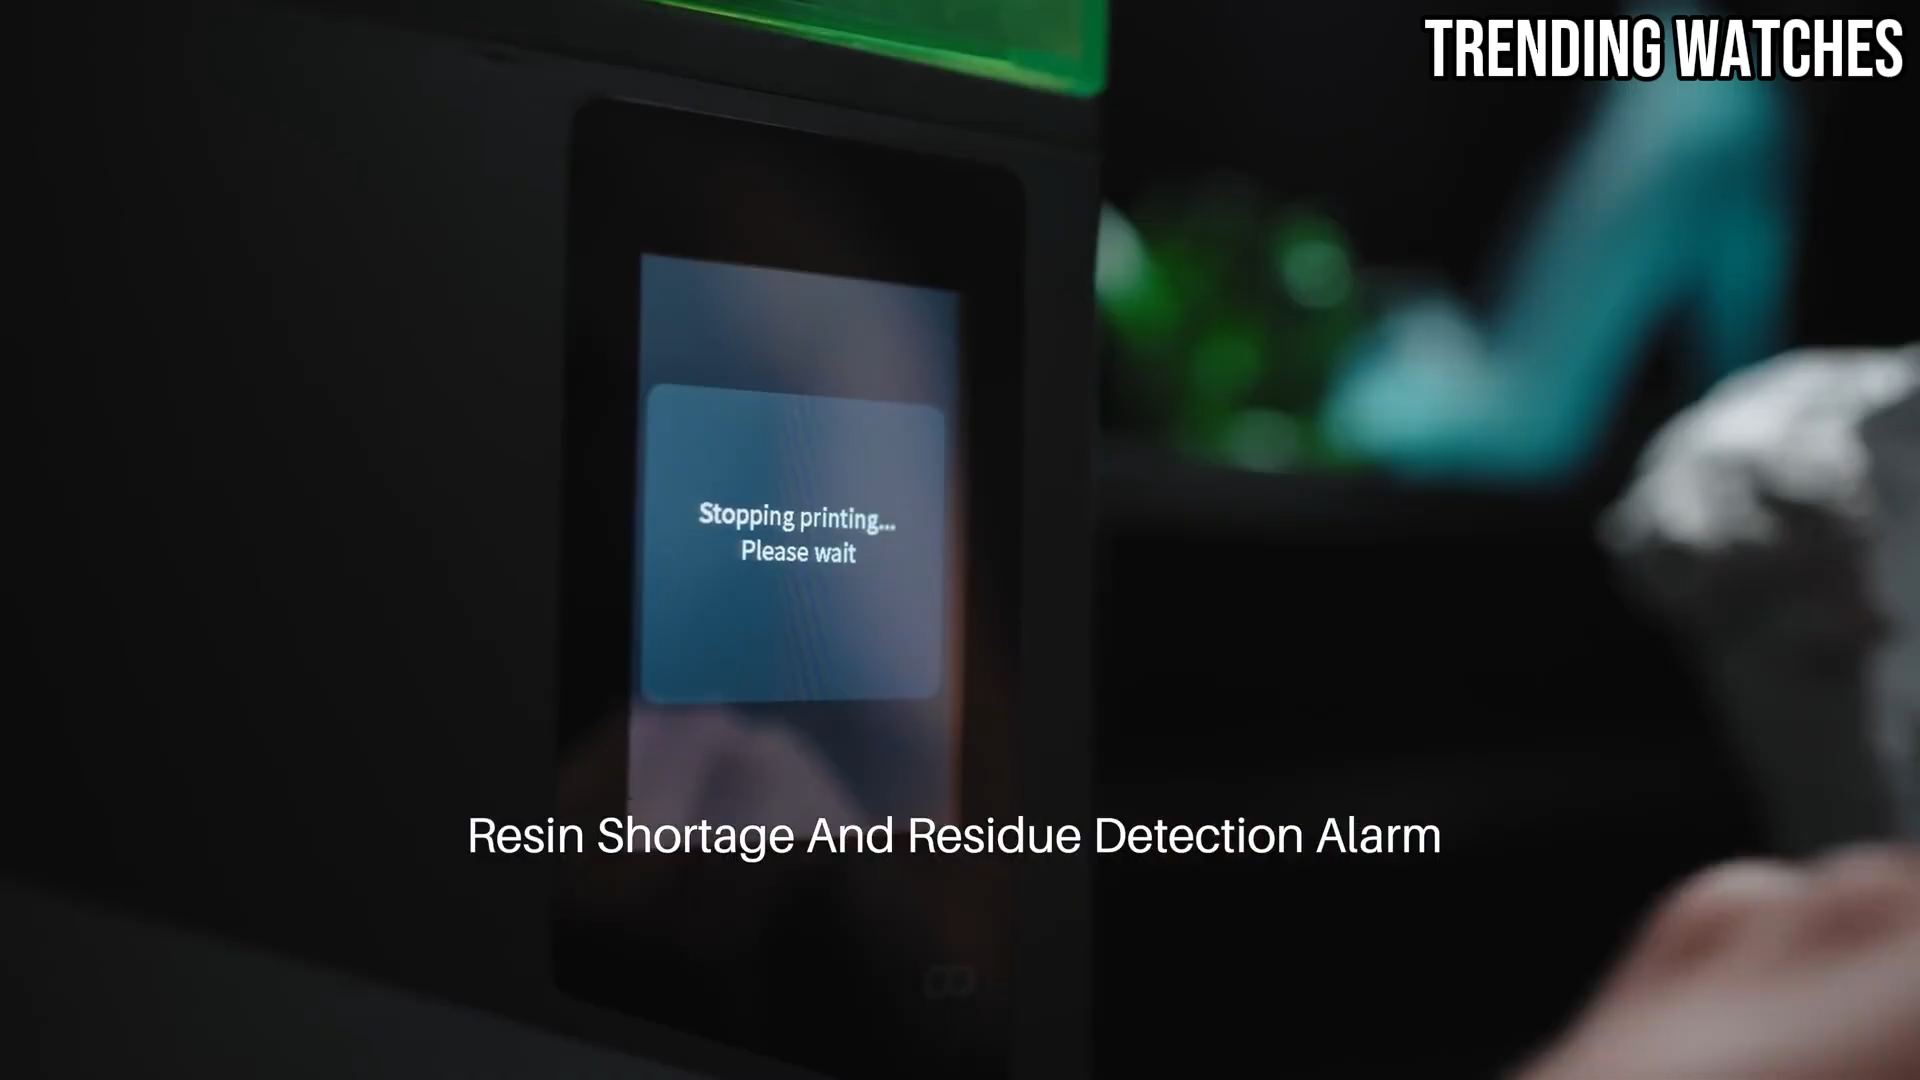 TRENDING WATCHES
Stopping printing...
Please wait
Resin Shortage And Residue Detection Alarm